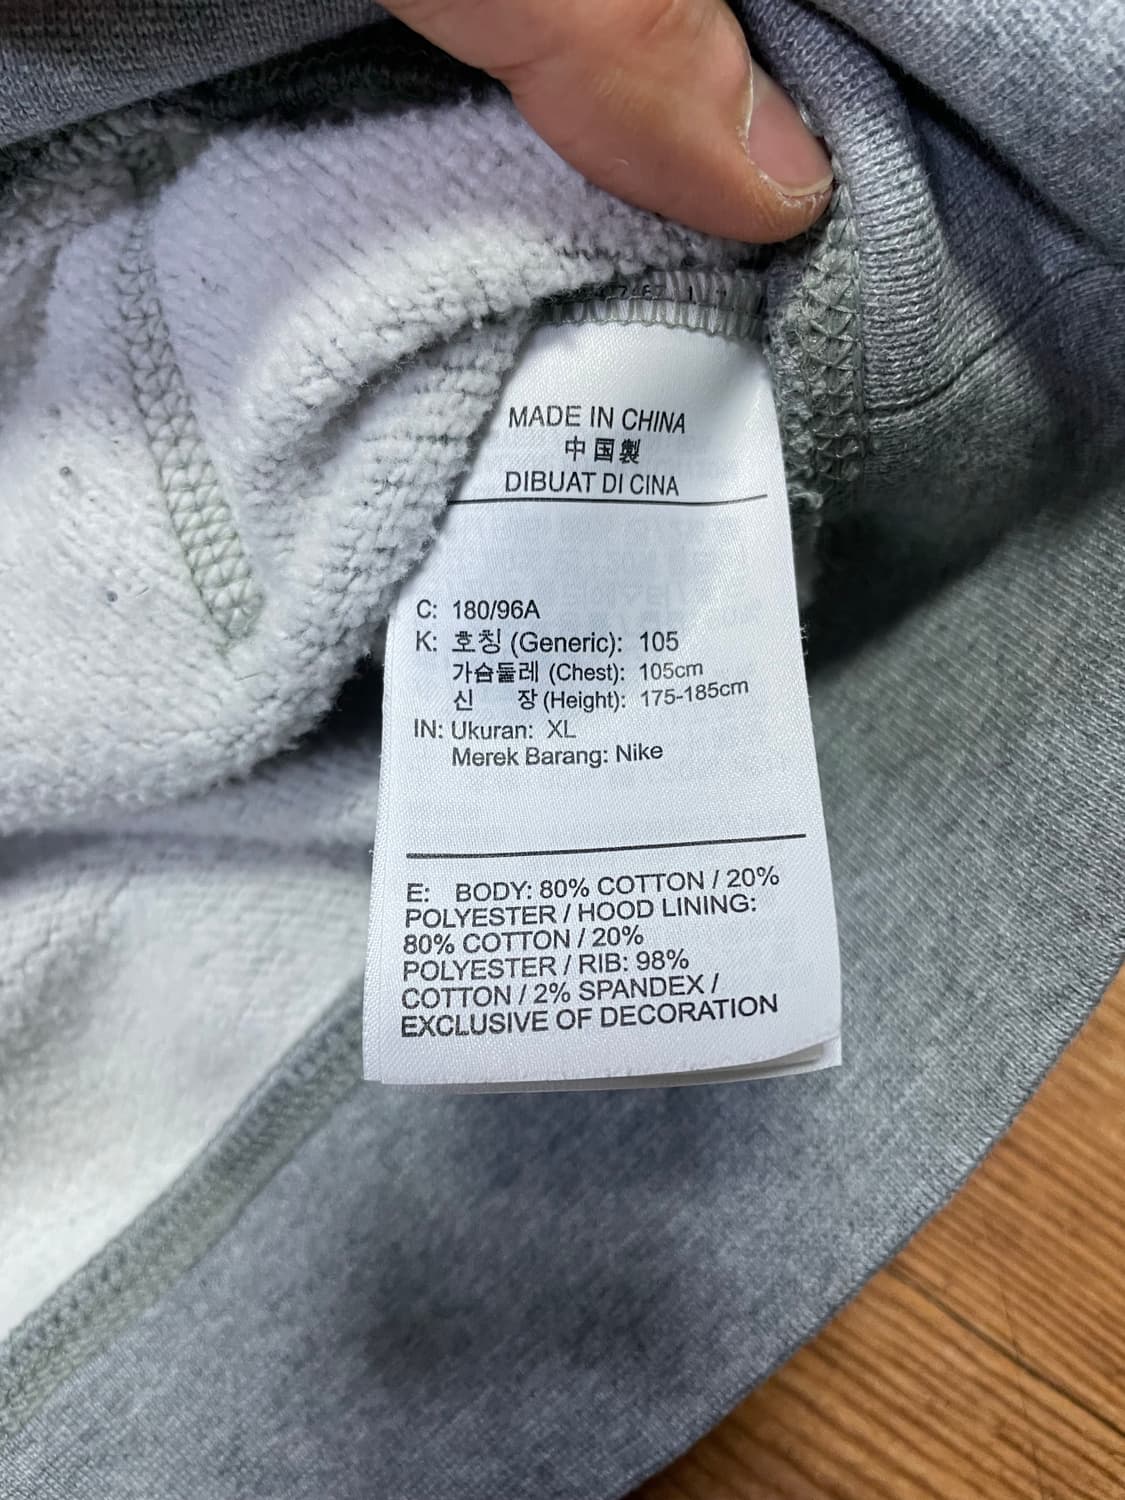 MADE IN CHINA
中国製
DIBUAT DI CINA
C: 180/96A
K: 호칭 (Generic): 105
가슴둘레 (Chest): 105cm
신 장 (Height): 175-185cm
IN: Ukuran: XL
Merek Barang: Nike
E: BODY: 80% COTTON / 20%
POLYESTER / HOOD LINING:
80% COTTON / 20%
POLYESTER / RIB: 98%
COTTON / 2% SPANDEX /
EXCLUSIVE OF DECORATION